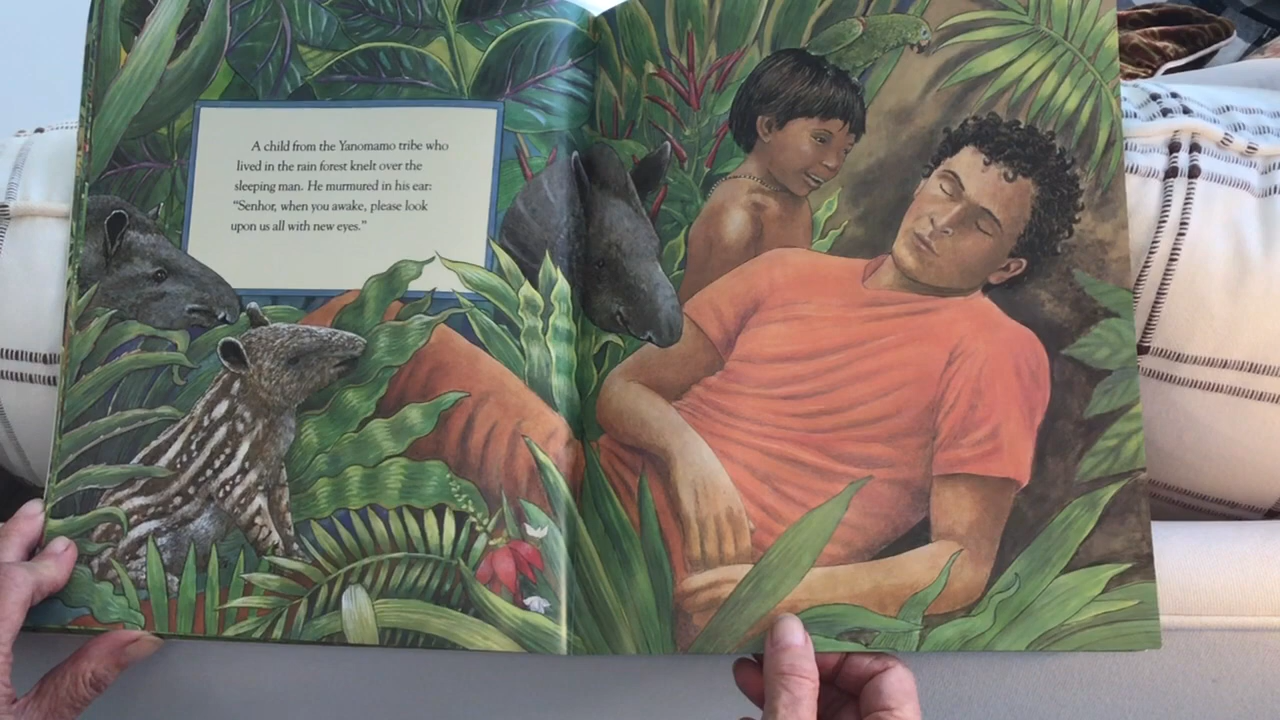 A child from the Yanomamo tribe who
lived in the rain forest knelt over the
sleeping man. He murmured in his ear:
“Senhor, when you awake, please look
upon us all with new eyes.”